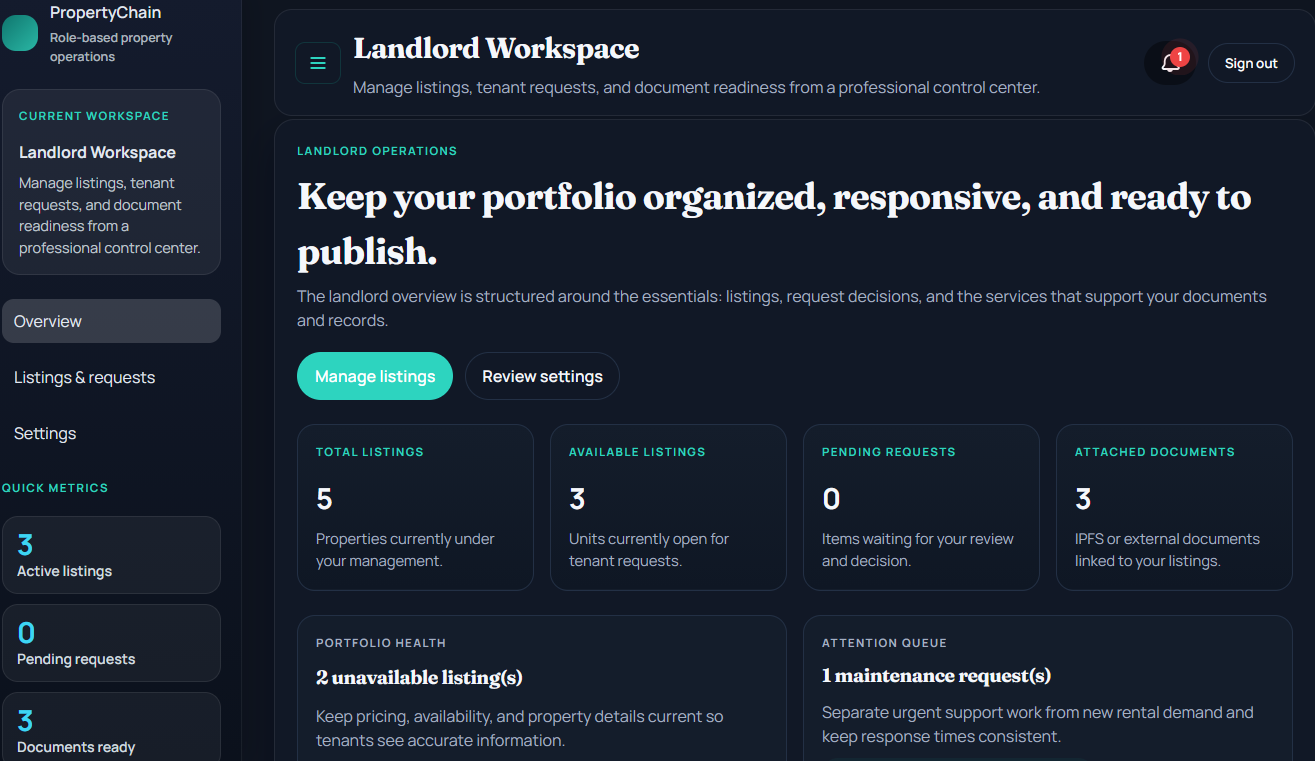 PropertyChain
Role-based property
operations
CURRENT WORKSPACE
Landlord Workspace
Manage listings, tenant
requests, and document
readiness from a
professional control center.
Overview
Listings & requests
Settings
QUICK METRICS
3
Active listings
0
Pending requests
3
Documents ready
Landlord Workspace
Manage listings, tenant requests, and document readiness from a professional control center.
1
Sign out
LANDLORD OPERATIONS
Keep your portfolio organized, responsive, and ready to
publish.
The landlord overview is structured around the essentials: listings, request decisions, and the services that support your documents
and records.
Manage listings
Review settings
TOTAL LISTINGS
5
Properties currently under
your management.
AVAILABLE LISTINGS
3
Units currently open for
tenant requests.
PENDING REQUESTS
0
Items waiting for your review
and decision.
ATTACHED DOCUMENTS
3
IPFS or external documents
linked to your listings.
PORTFOLIO HEALTH
2 unavailable listing(s)
Keep pricing, availability, and property details current so
tenants see accurate information.
ATTENTION QUEUE
1 maintenance request(s)
Separate urgent support work from new rental demand and
keep response times consistent.